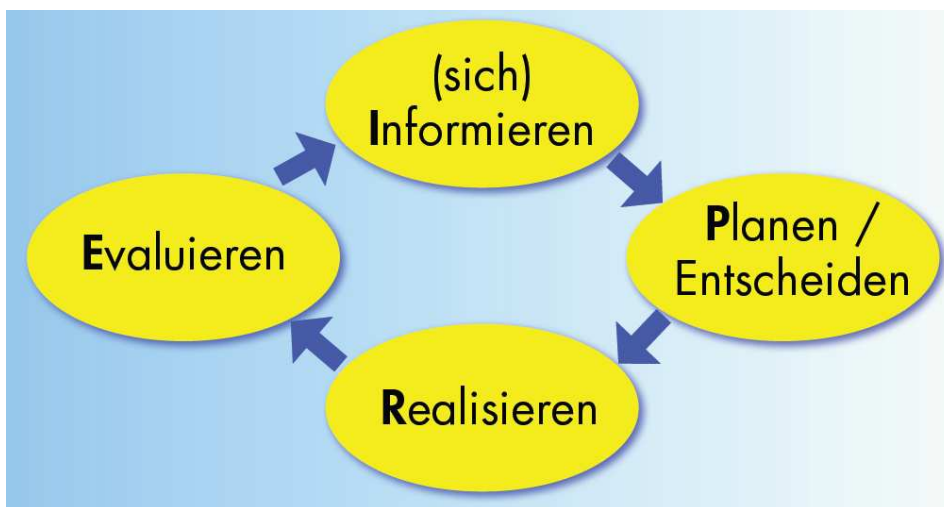 (sich)
Informieren
Planen /
Entscheiden
Realisieren
Evaluieren